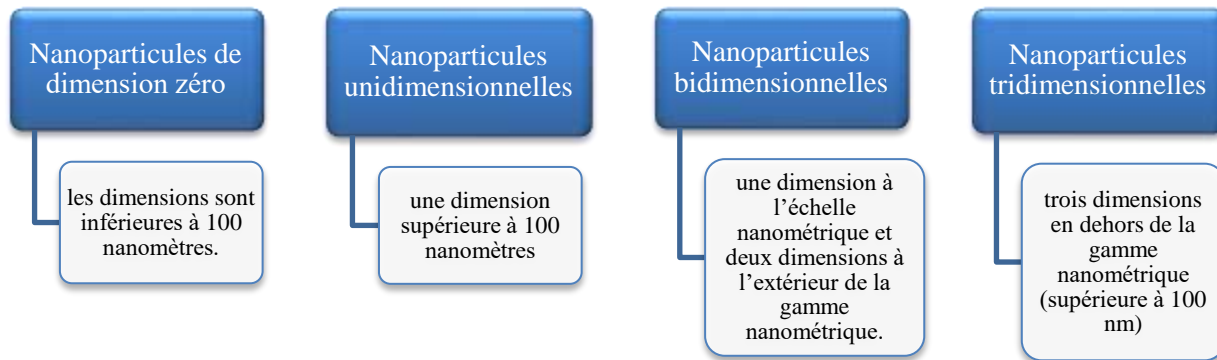 Nanoparticules de
dimension zéro
les dimensions sont
inférieures à 100
nanomètres.
Nanoparticules
unidimensionnelles
une dimension
supérieure à 100
nanomètres
Nanoparticules
bidimensionnelles
une dimension à
l’échelle
nanométrique et
deux dimensions à
l’extérieur de la
gamme
nanométrique.
Nanoparticules
tridimensionnelles
trois dimensions
en dehors de la
gamme
nanométrique
(supérieure à 100
nm)